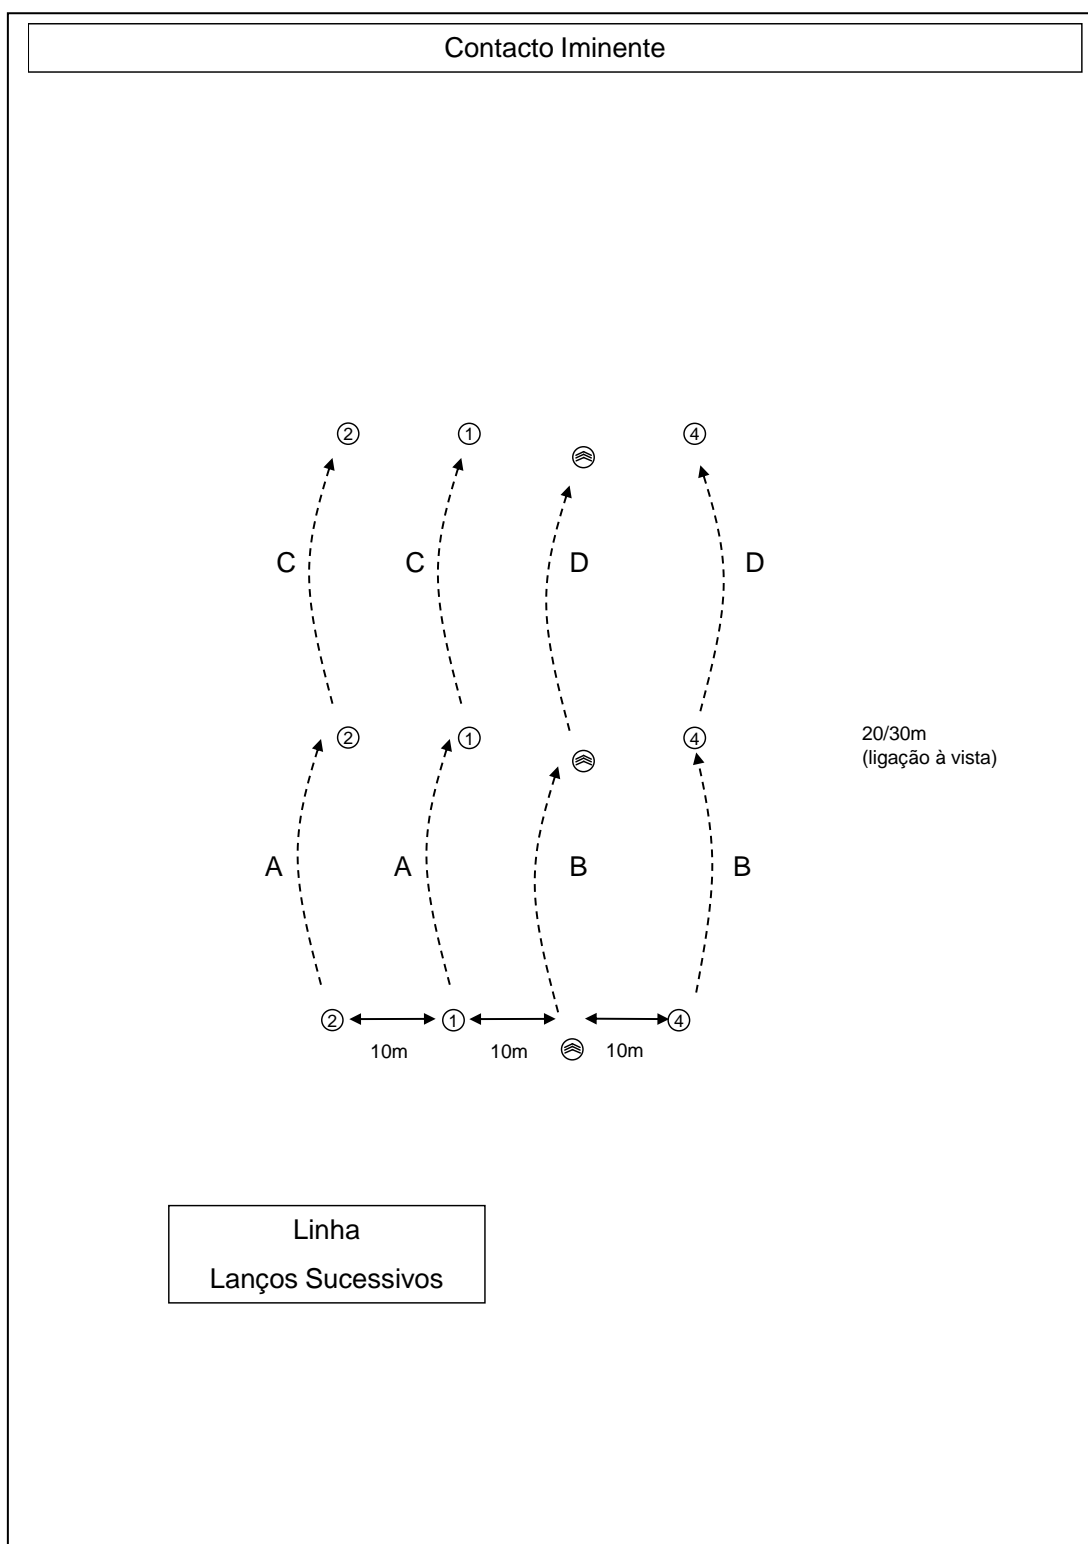 Contacto Iminente
2 1 4
C C D D
2 1 4
20/30m
(ligação à vista)
A A B B
2 1 4
10m 10m 10m
Linha
Lanços Sucessivos